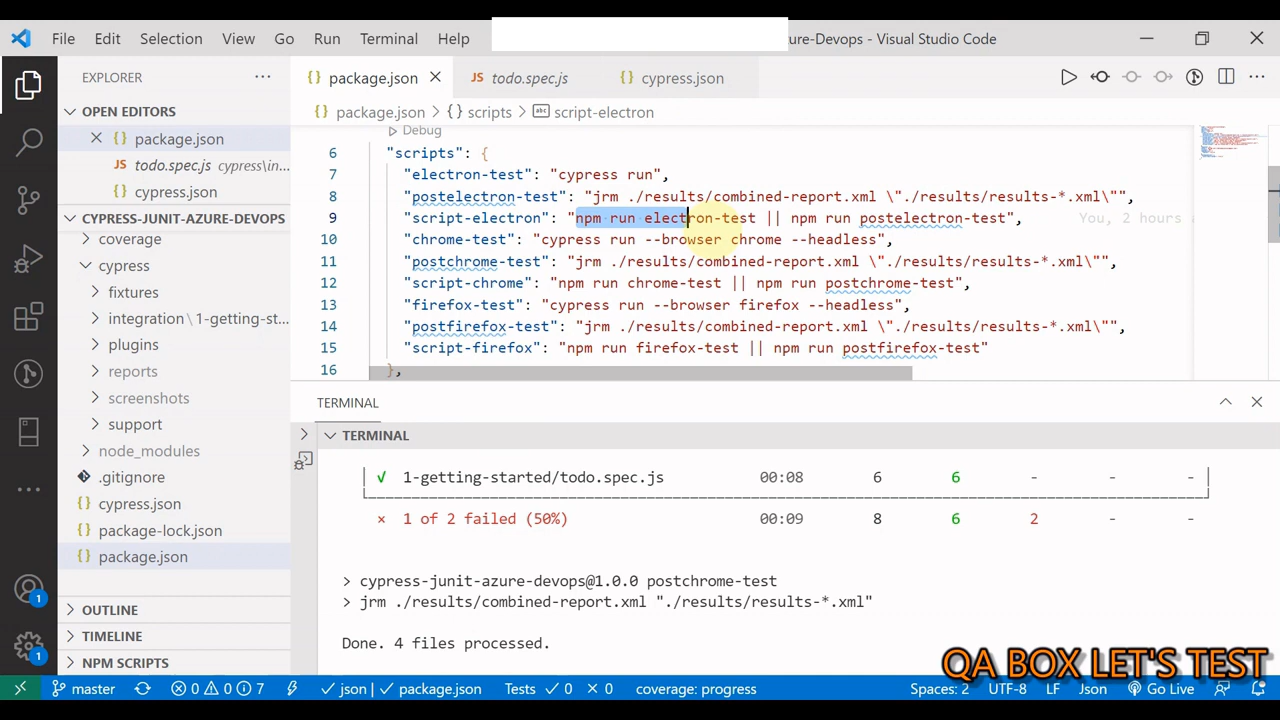 File Edit Selection View Go Run Terminal Help ure-Devops - Visual Studio Code
EXPLORER
OPEN EDITORS
package.json
JS todo.spec.js cypress\in...
cypress.json
CYPRESS-JUNIT-AZURE-DEVOPS
coverage
cypress
fixtures
integration\1-getting-st...
plugins
reports
screenshots
support
node_modules
.gitignore
cypress.json
package-lock.json
package.json
OUTLINE
TIMELINE
NPM SCRIPTS
{} package.json JS todo.spec.js {} cypress.json
{} package.json > {} scripts > abc script-electron
Debug
6 "scripts": {
7 "electron-test": "cypress run",
8 "postelectron-test": "jrm ./results/combined-report.xml \"./results/results-*.xml\"",
9 "script-electron": "npm run electron-test || npm run postelectron-test", You, 2 hours a
10 "chrome-test": "cypress run --browser chrome --headless",
11 "postchrome-test": "jrm ./results/combined-report.xml \"./results/results-*.xml\"",
12 "script-chrome": "npm run chrome-test || npm run postchrome-test",
13 "firefox-test": "cypress run --browser firefox --headless",
14 "postfirefox-test": "jrm ./results/combined-report.xml \"./results/results-*.xml\"",
15 "script-firefox": "npm run firefox-test || npm run postfirefox-test"
16 },
TERMINAL
TERMINAL
√ 1-getting-started/todo.spec.js 00:08 6 6 - - -
× 1 of 2 failed (50%) 00:09 8 6 2 - -
> cypress-junit-azure-devops@1.0.0 postchrome-test
> jrm ./results/combined-report.xml "./results/results-*.xml"
Done. 4 files processed.
QA BOX LET'S TEST
1
1
master 0 0 7 json | package.json Tests 0 0 coverage: progress Spaces: 2 UTF-8 LF Json Go Live